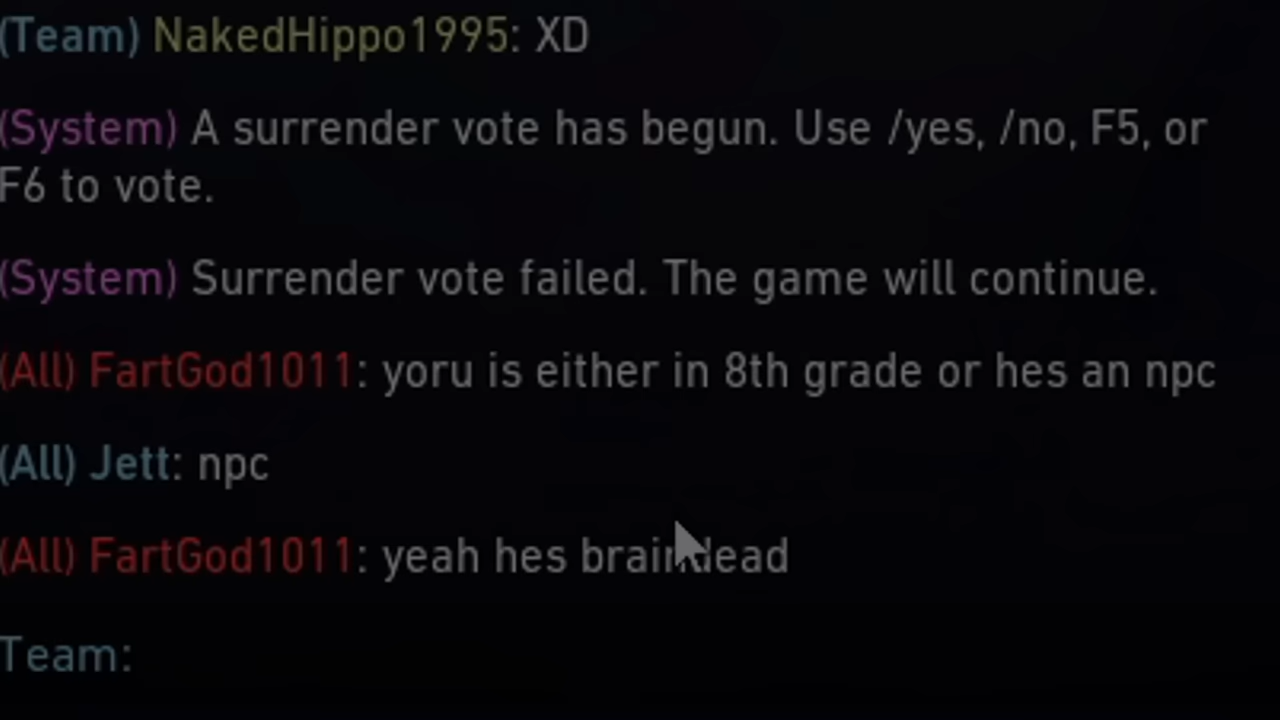 (Team) NakedHippo1995: XD
(System) A surrender vote has begun. Use /yes, /no, F5, or
F6 to vote.
(System) Surrender vote failed. The game will continue.
(All) FartGod1011: yoru is either in 8th grade or hes an npc
(All) Jett: npc
(All) FartGod1011: yeah hes braindead
Team: